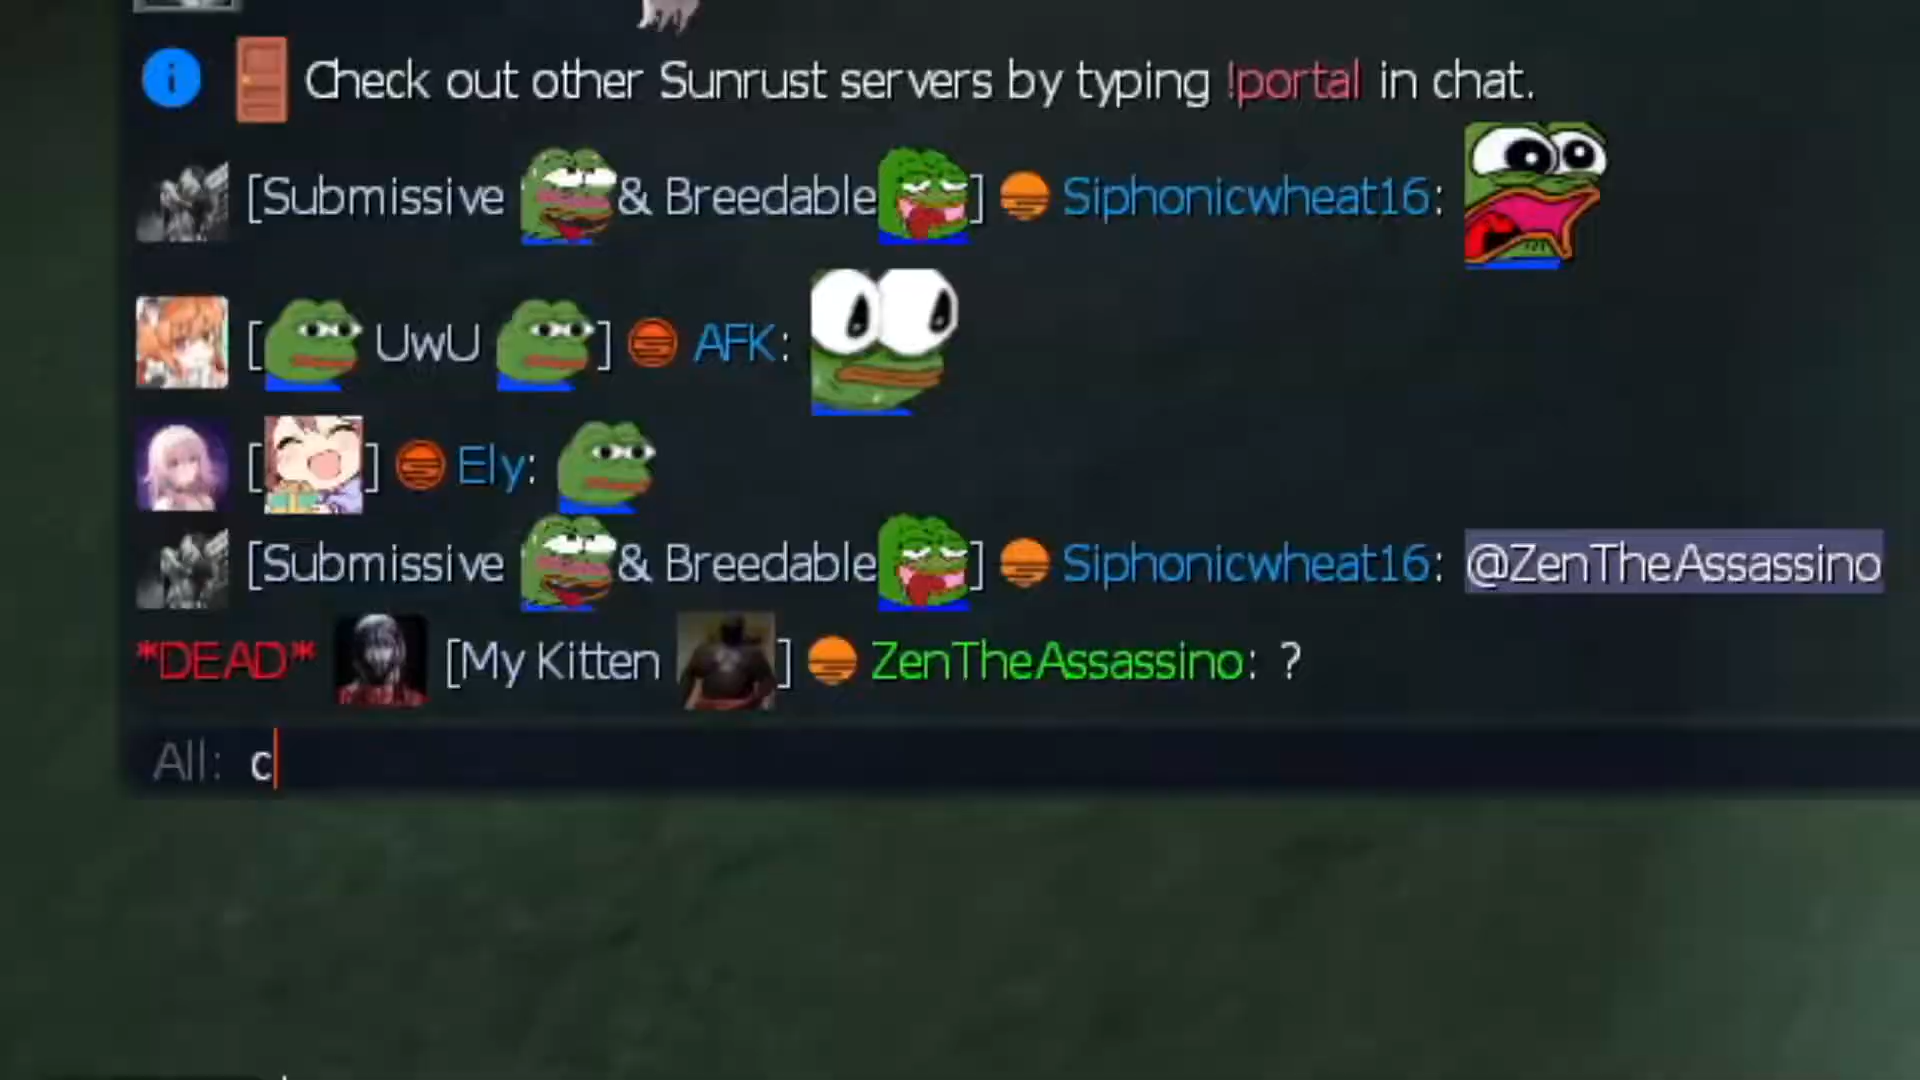 Check out other Sunrust servers by typing !portal in chat.
[Submissive & Breedable] Siphonicwheat16:
[UwU] AFK:
[] Ely:
[Submissive & Breedable] Siphonicwheat16: @ZenTheAssassino
*DEAD* [My Kitten ] ZenTheAssassino: ?
All: c